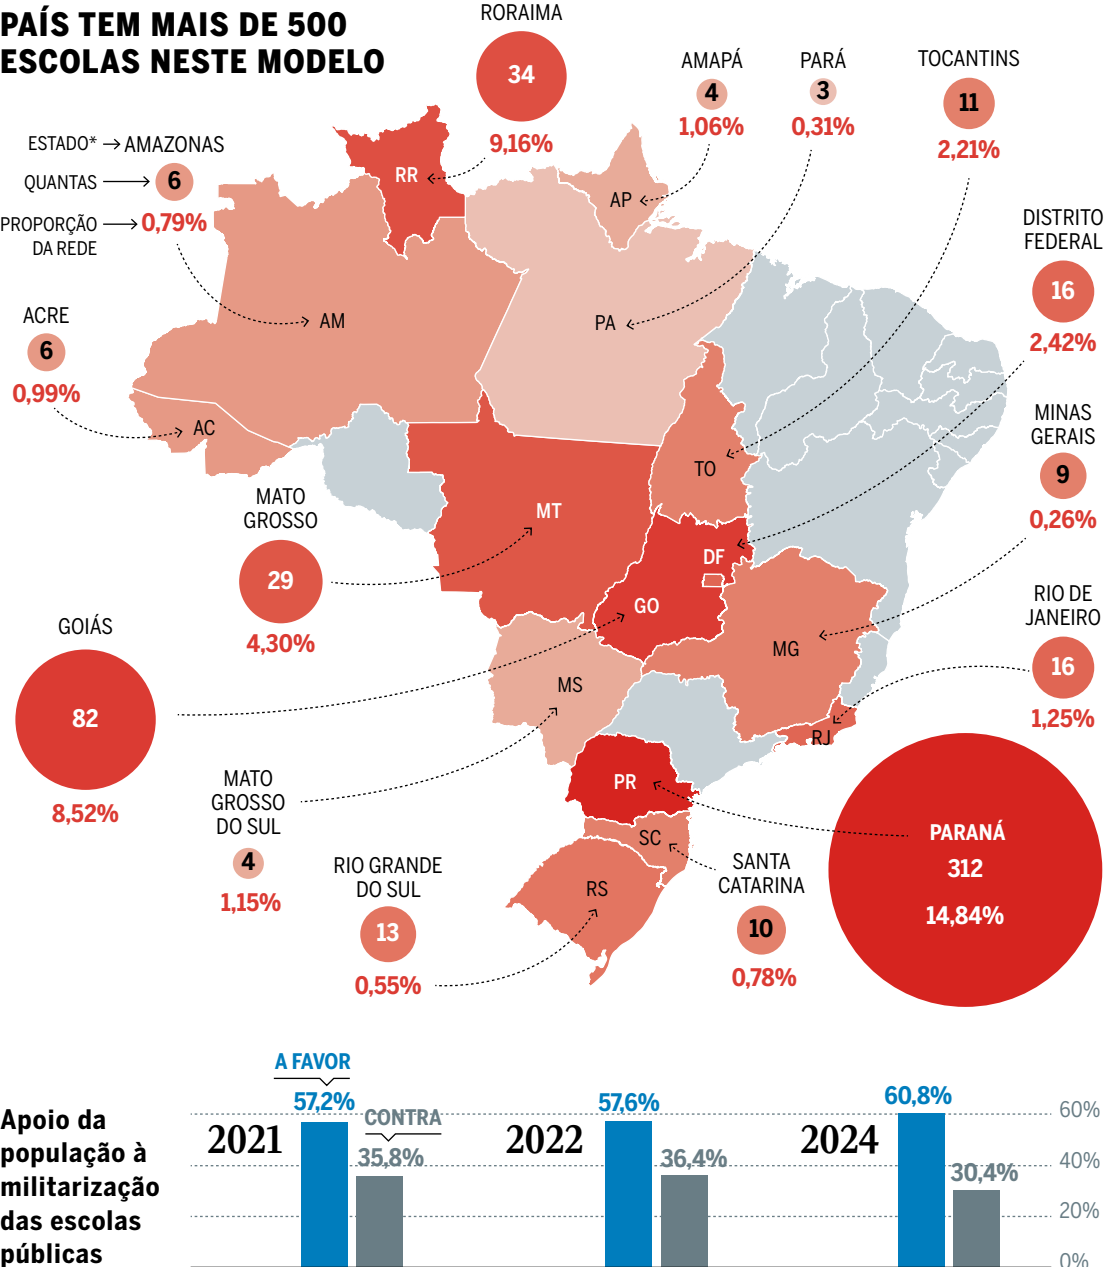 PAÍS TEM MAIS DE 500
ESCOLAS NESTE MODELO
RORAIMA
34
9,16%
AMAPÁ
4
1,06%
PARÁ
3
0,31%
TOCANTINS
11
2,21%
ESTADO*
AMAZONAS
QUANTAS
6
PROPORÇÃO
DA REDE
0,79%
DISTRITO
FEDERAL
16
2,42%
ACRE
6
0,99%
MINAS
GERAIS
9
0,26%
MATO
GROSSO
29
4,30%
RIO DE
JANEIRO
16
1,25%
GOIÁS
82
8,52%
MATO
GROSSO
DO SUL
4
1,15%
RIO GRANDE
DO SUL
13
0,55%
SANTA
CATARINA
10
0,78%
PARANÁ
312
14,84%
RR
AP
AM
PA
AC
TO
MT
DF
GO
MG
MS
RJ
PR
SC
RS
Apoio da
população à
militarização
das escolas
públicas
A FAVOR
CONTRA
2021
57,2%
35,8%
2022
57,6%
36,4%
2024
60,8%
30,4%
60%
40%
20%
0%